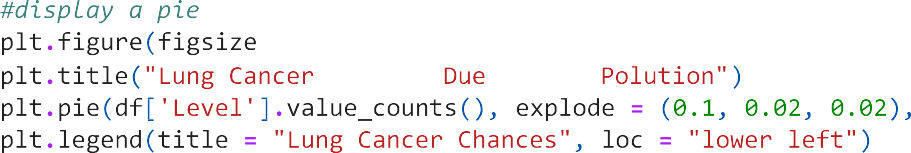 #display a pie
plt.figure(figsize
plt.title("Lung Cancer Due Polution")
plt.pie(df['Level'].value_counts(), explode = (0.1, 0.02, 0.02),
plt.legend(title = "Lung Cancer Chances", loc = "lower left")